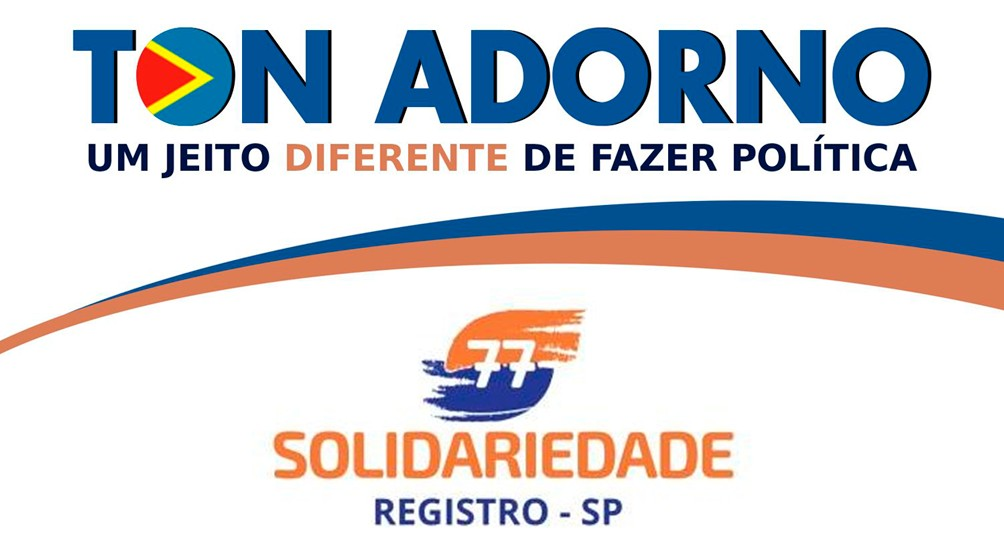 TON ADORNO
UM JEITO DIFERENTE DE FAZER POLÍTICA
77
SOLIDARIEDADE
REGISTRO - SP